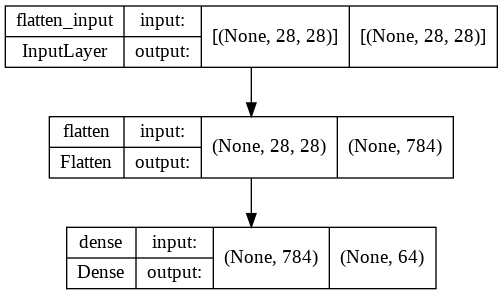 flatten_input input: [(None, 28, 28)] [(None, 28, 28)]
InputLayer output:
flatten input: (None, 28, 28) (None, 784)
Flatten output:
dense input: (None, 784) (None, 64)
Dense output: